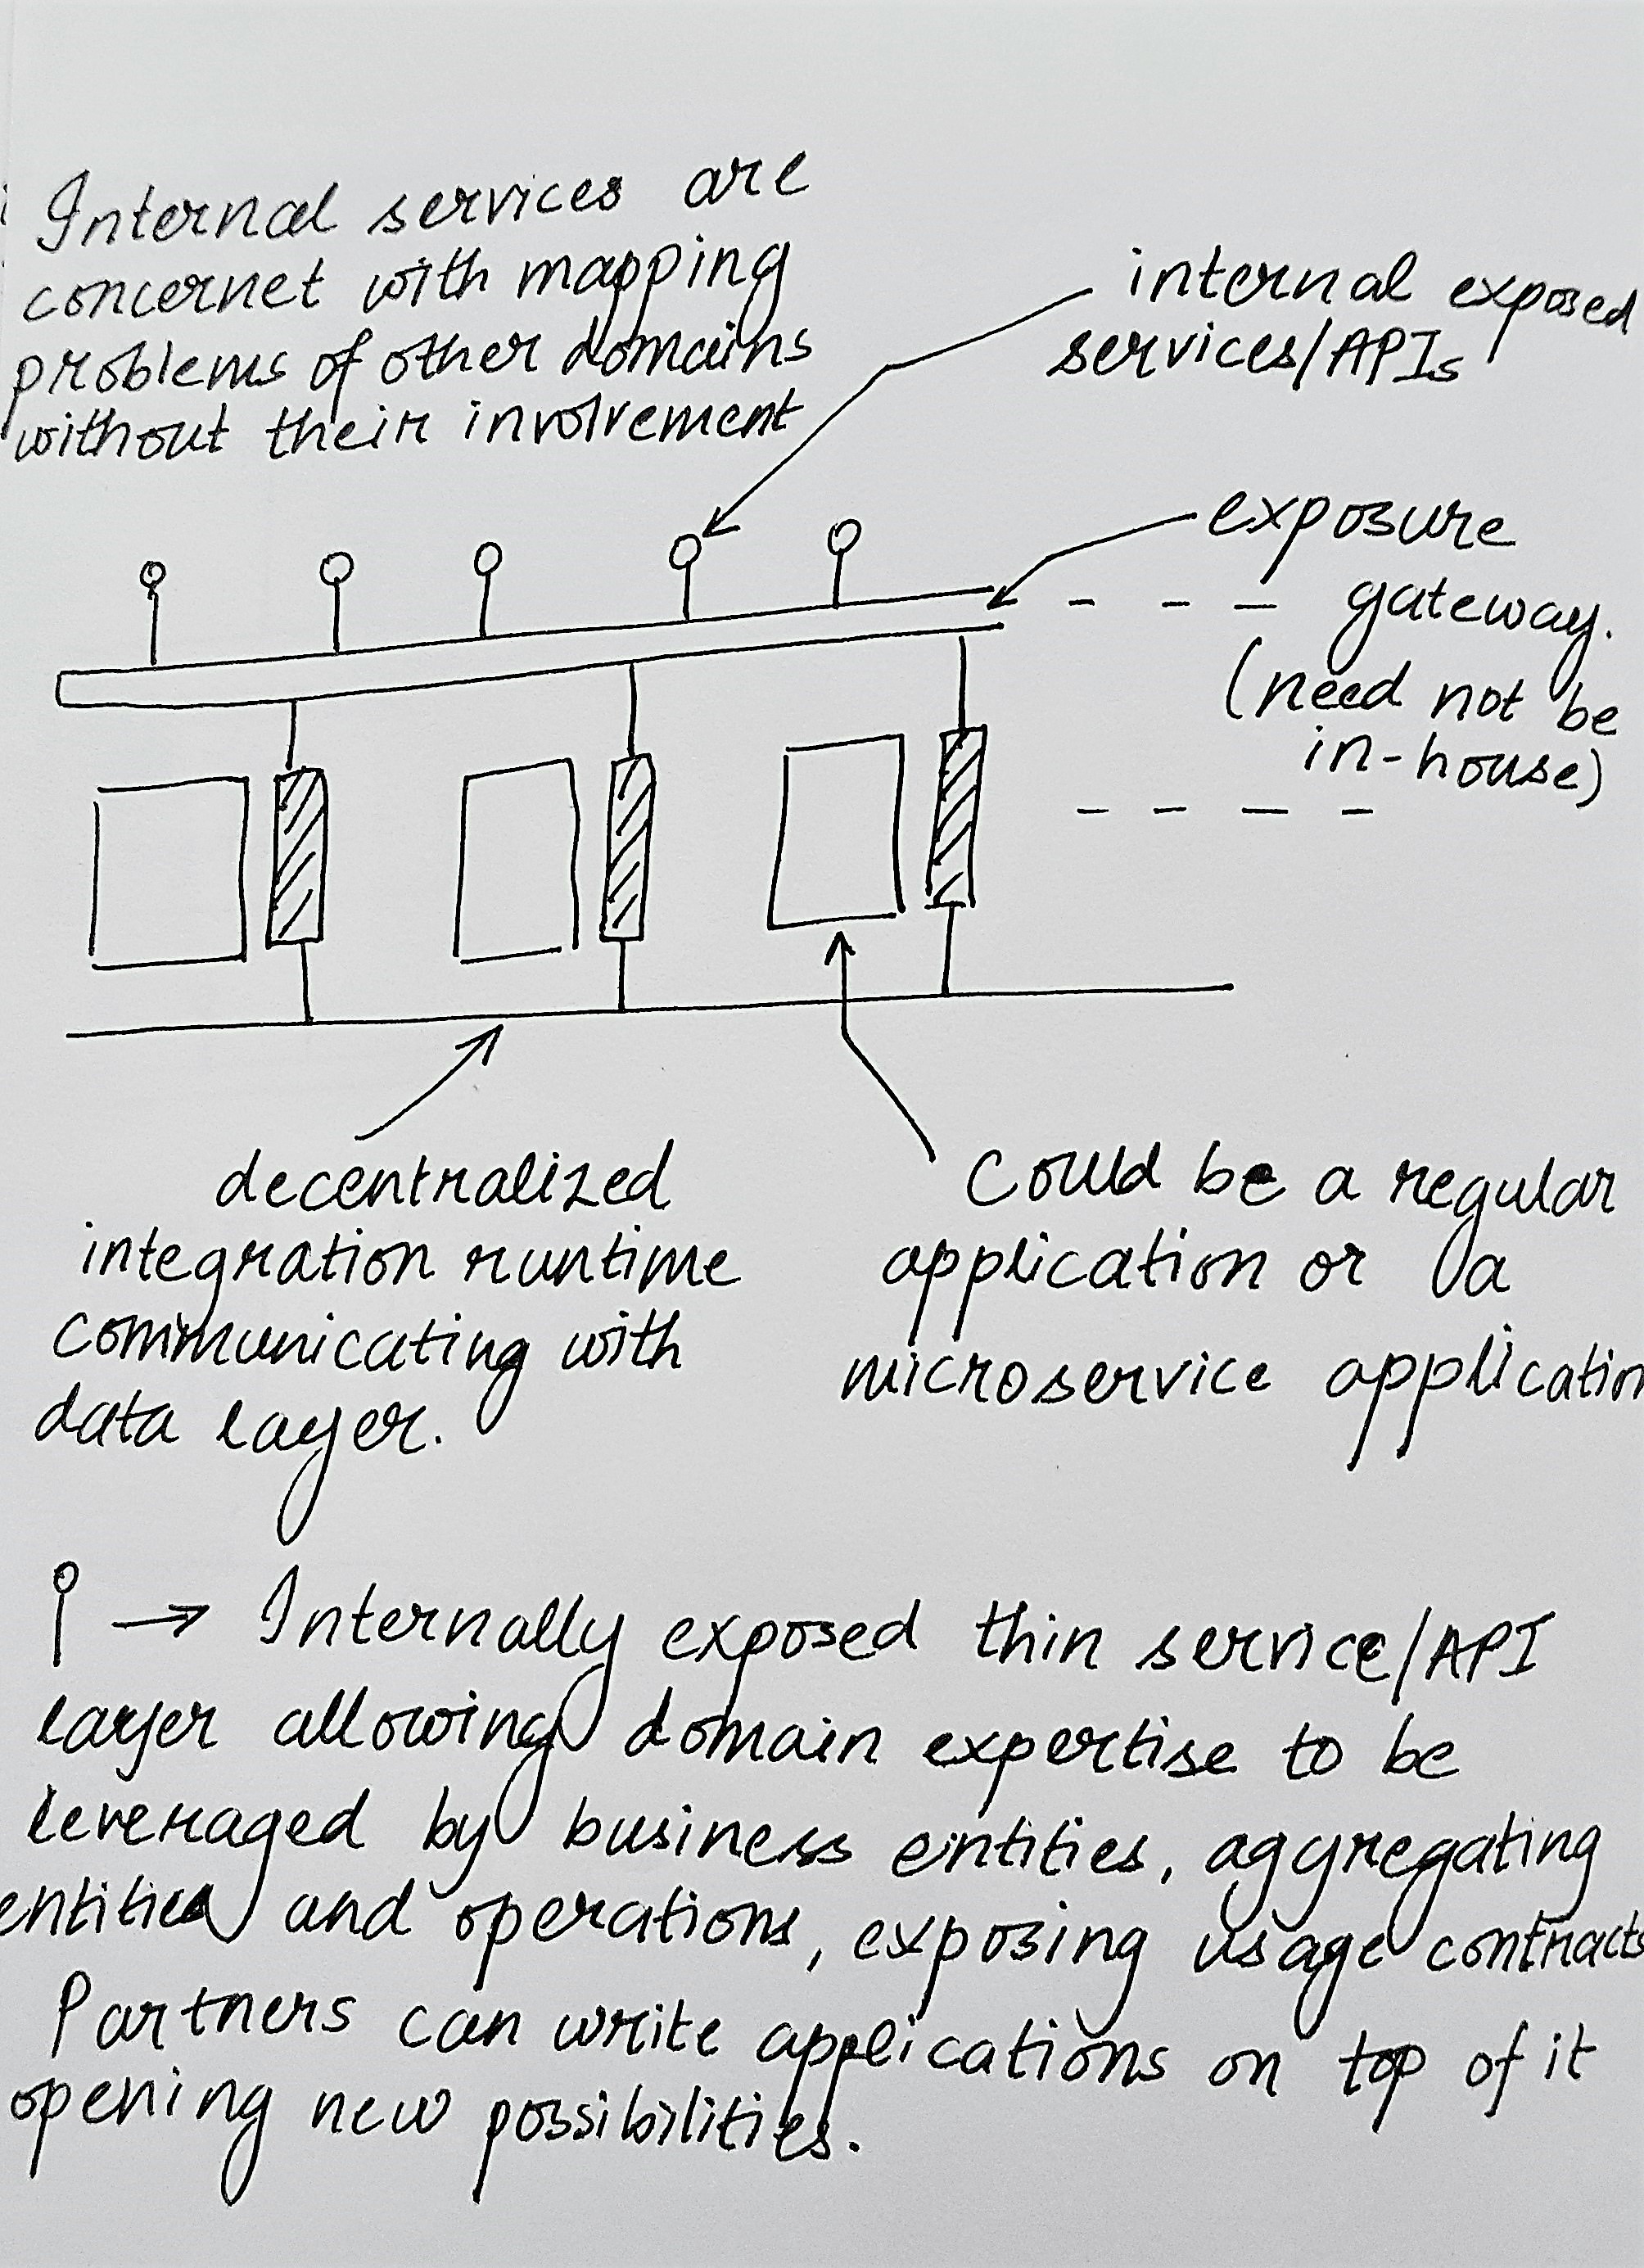 Internal services are
concernet with mapping
problems of other domains
without their involvement
internal exposed
services/APIs
exposure
gateway.
(need not be
in-house)
decentralized
integration runtime
communicating with
data layer.
Could be a regular
application or a
microservice application
→ Internally exposed thin service/API
layer allowing domain expertise to be
leveraged by business entities, aggregating
entities and operations, exposing usage contracts
Partners can write applications on top of it
opening new possibilities.